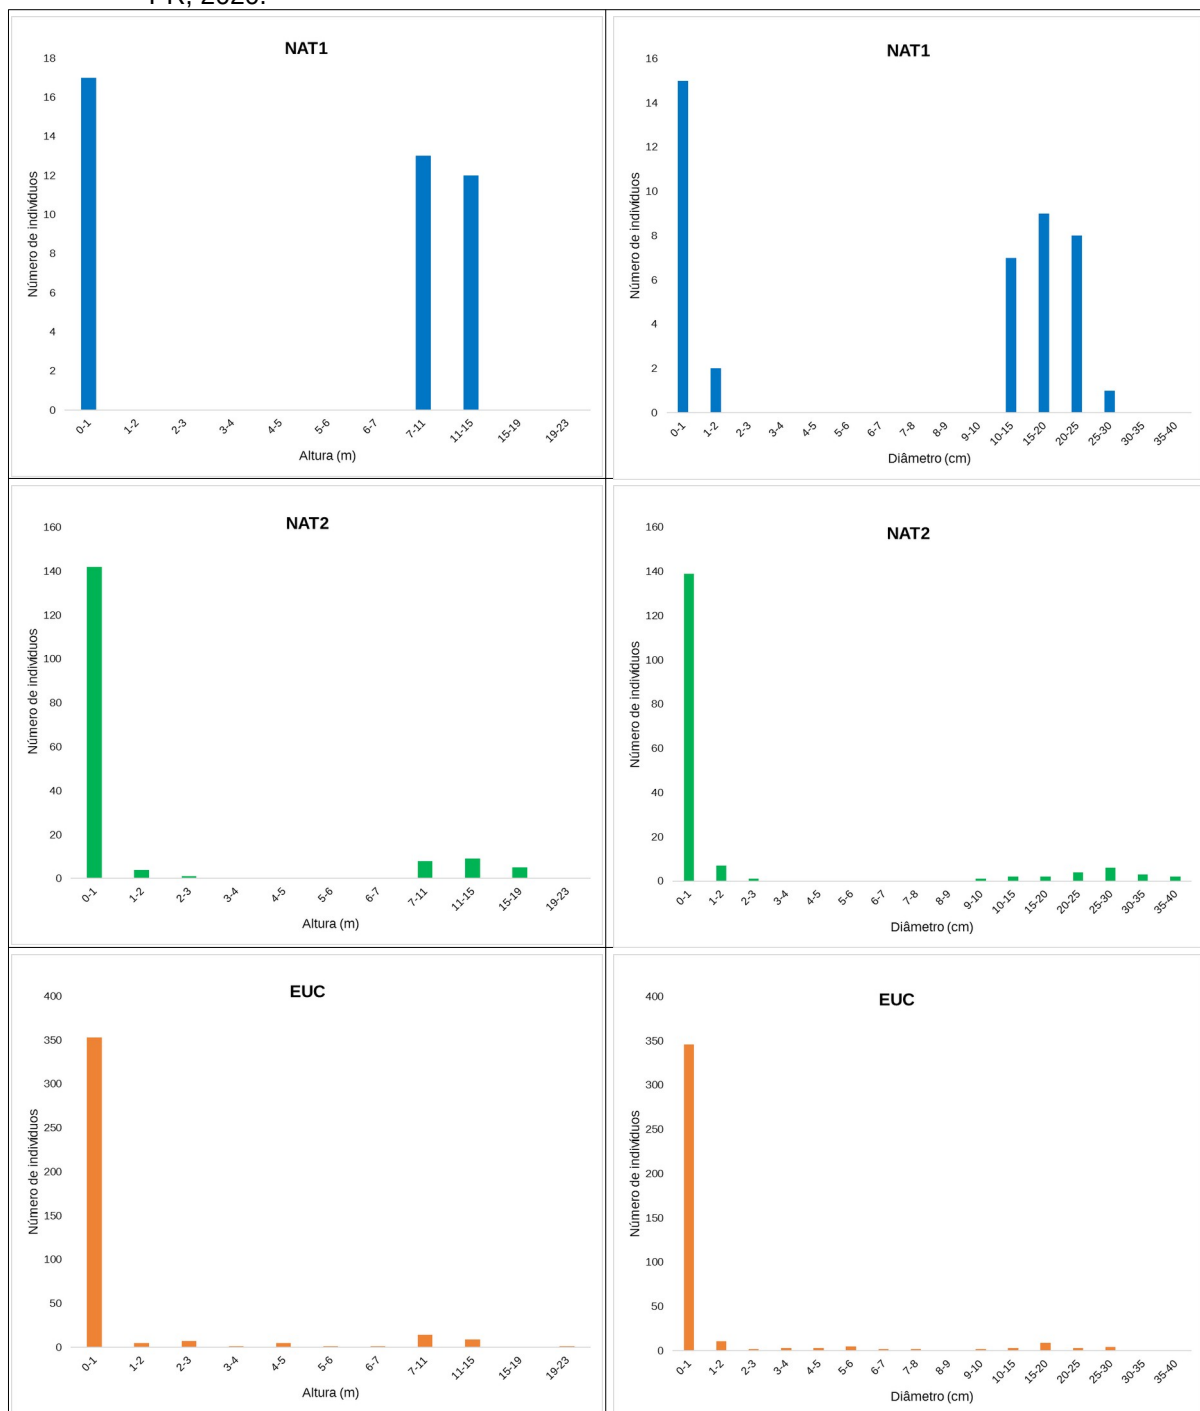 PR, 2020.
NAT1
18
16
14
12
10
8
6
4
2
0
Número de indivíduos
0-1 1-2 2-3 3-4 4-5 5-6 6-7 7-11 11-15 15-19 19-23
Altura (m)
NAT1
16
14
12
10
8
6
4
2
0
Número de indivíduos
0-1 1-2 2-3 3-4 4-5 5-6 6-7 7-8 8-9 9-10 10-15 15-20 20-25 25-30 30-35 35-40
Diâmetro (cm)
NAT2
160
140
120
100
80
60
40
20
0
Número de indivíduos
0-1 1-2 2-3 3-4 4-5 5-6 6-7 7-11 11-15 15-19 19-23
Altura (m)
NAT2
160
140
120
100
80
60
40
20
0
Número de indivíduos
0-1 1-2 2-3 3-4 4-5 5-6 6-7 7-8 8-9 9-10 10-15 15-20 20-25 25-30 30-35 35-40
Diâmetro (cm)
EUC
400
350
300
250
200
150
100
50
0
Número de indivíduos
0-1 1-2 2-3 3-4 4-5 5-6 6-7 7-11 11-15 15-19 19-23
Altura (m)
EUC
400
350
300
250
200
150
100
50
0
Número de indivíduos
0-1 1-2 2-3 3-4 4-5 5-6 6-7 7-8 8-9 9-10 10-15 15-20 20-25 25-30 30-35 35-40
Diâmetro (cm)